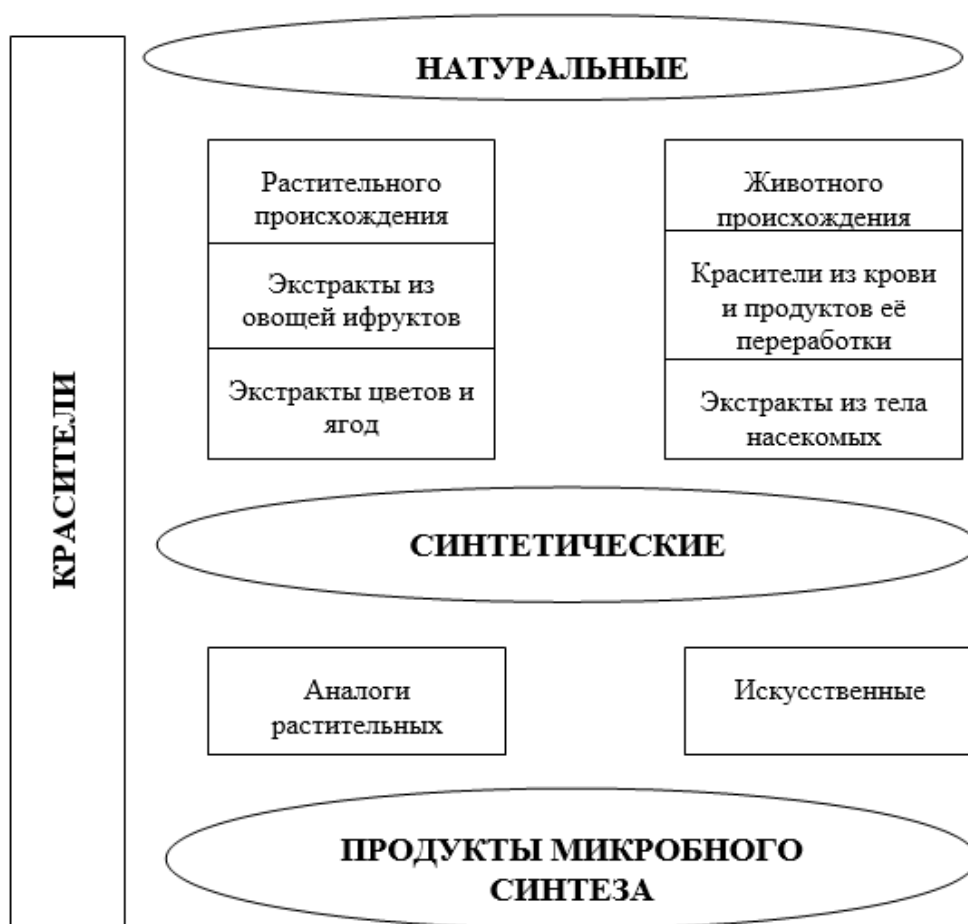 КРАСИТЕЛИ
НАТУРАЛЬНЫЕ
Растительного
происхождения
Экстракты из
овощей ифруктов
Экстракты цветов и
ягод
Животного
происхождения
Красители из крови
и продуктов её
переработки
Экстракты из тела
насекомых
СИНТЕТИЧЕСКИЕ
Аналоги
растительных
Искусственные
ПРОДУКТЫ МИКРОБНОГО
СИНТЕЗА